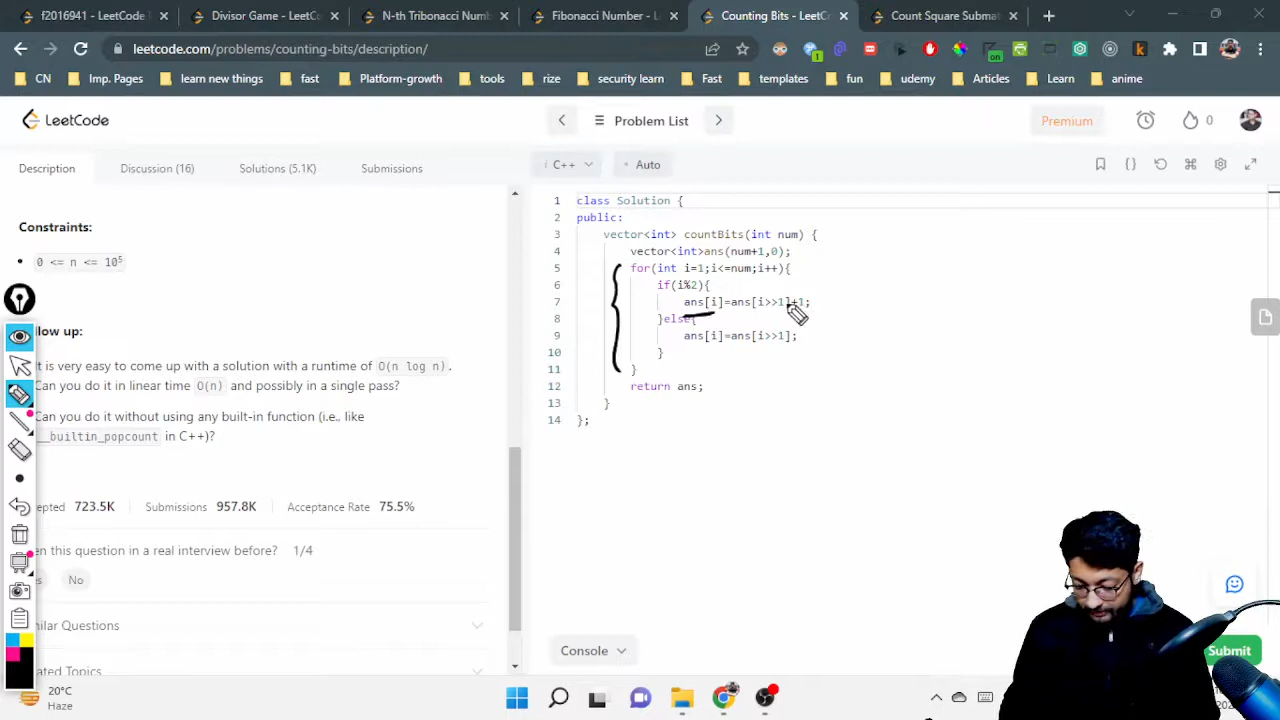 f2016941 - LeetCode
Divisor Game - LeetC
N-th Tribonacci Num
Fibonacci Number - L
Counting Bits - LeetC
Count Square Subma
leetcode.com/problems/counting-bits/description/
CN
Imp. Pages
learn new things
fast
Platform-growth
tools
rise
security learn
Fast
templates
fun
udemy
Articles
Learn
anime
LeetCode
Problem List
Premium
0
Description
Discussion (16)
Solutions (5.1K)
Submissions
i C++
Auto
Constraints:
0 <= n <= 10^5
low up:
t is very easy to come up with a solution with a runtime of O(n log n).
Can you do it in linear time O(n) and possibly in a single pass?
Can you do it without using any built-in function (i.e., like
__builtin_popcount in C++)?
epted 723.5K Submissions 957.8K Acceptance Rate 75.5%
en this question in a real interview before? 1/4
s No
ilar Questions
ated Topics
1 class Solution {
2 public:
3 vector<int> countBits(int num) {
4 vector<int>ans(num+1,0);
5 for(int i=1;i<=num;i++){
6 if(i%2){
7 ans[i]=ans[i>>1]+1;
8 }else{
9 ans[i]=ans[i>>1];
10 }
11 }
12 return ans;
13 }
14 };
Console
Submit
20°C
Haze